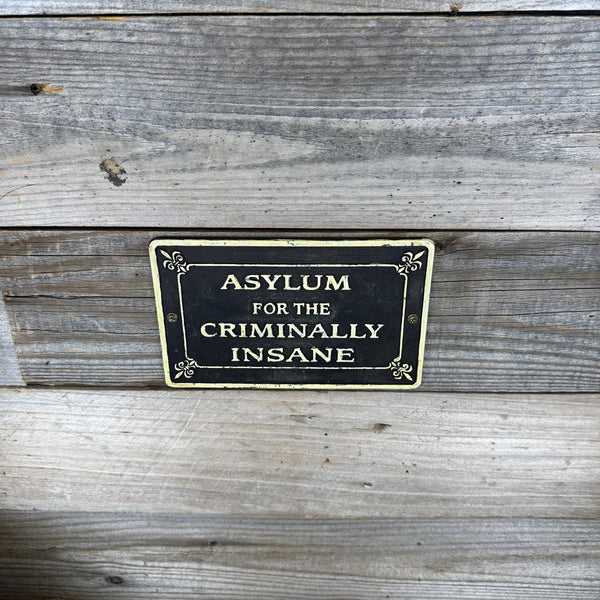 ASYLUM
FOR THE
CRIMINALLY
INSANE